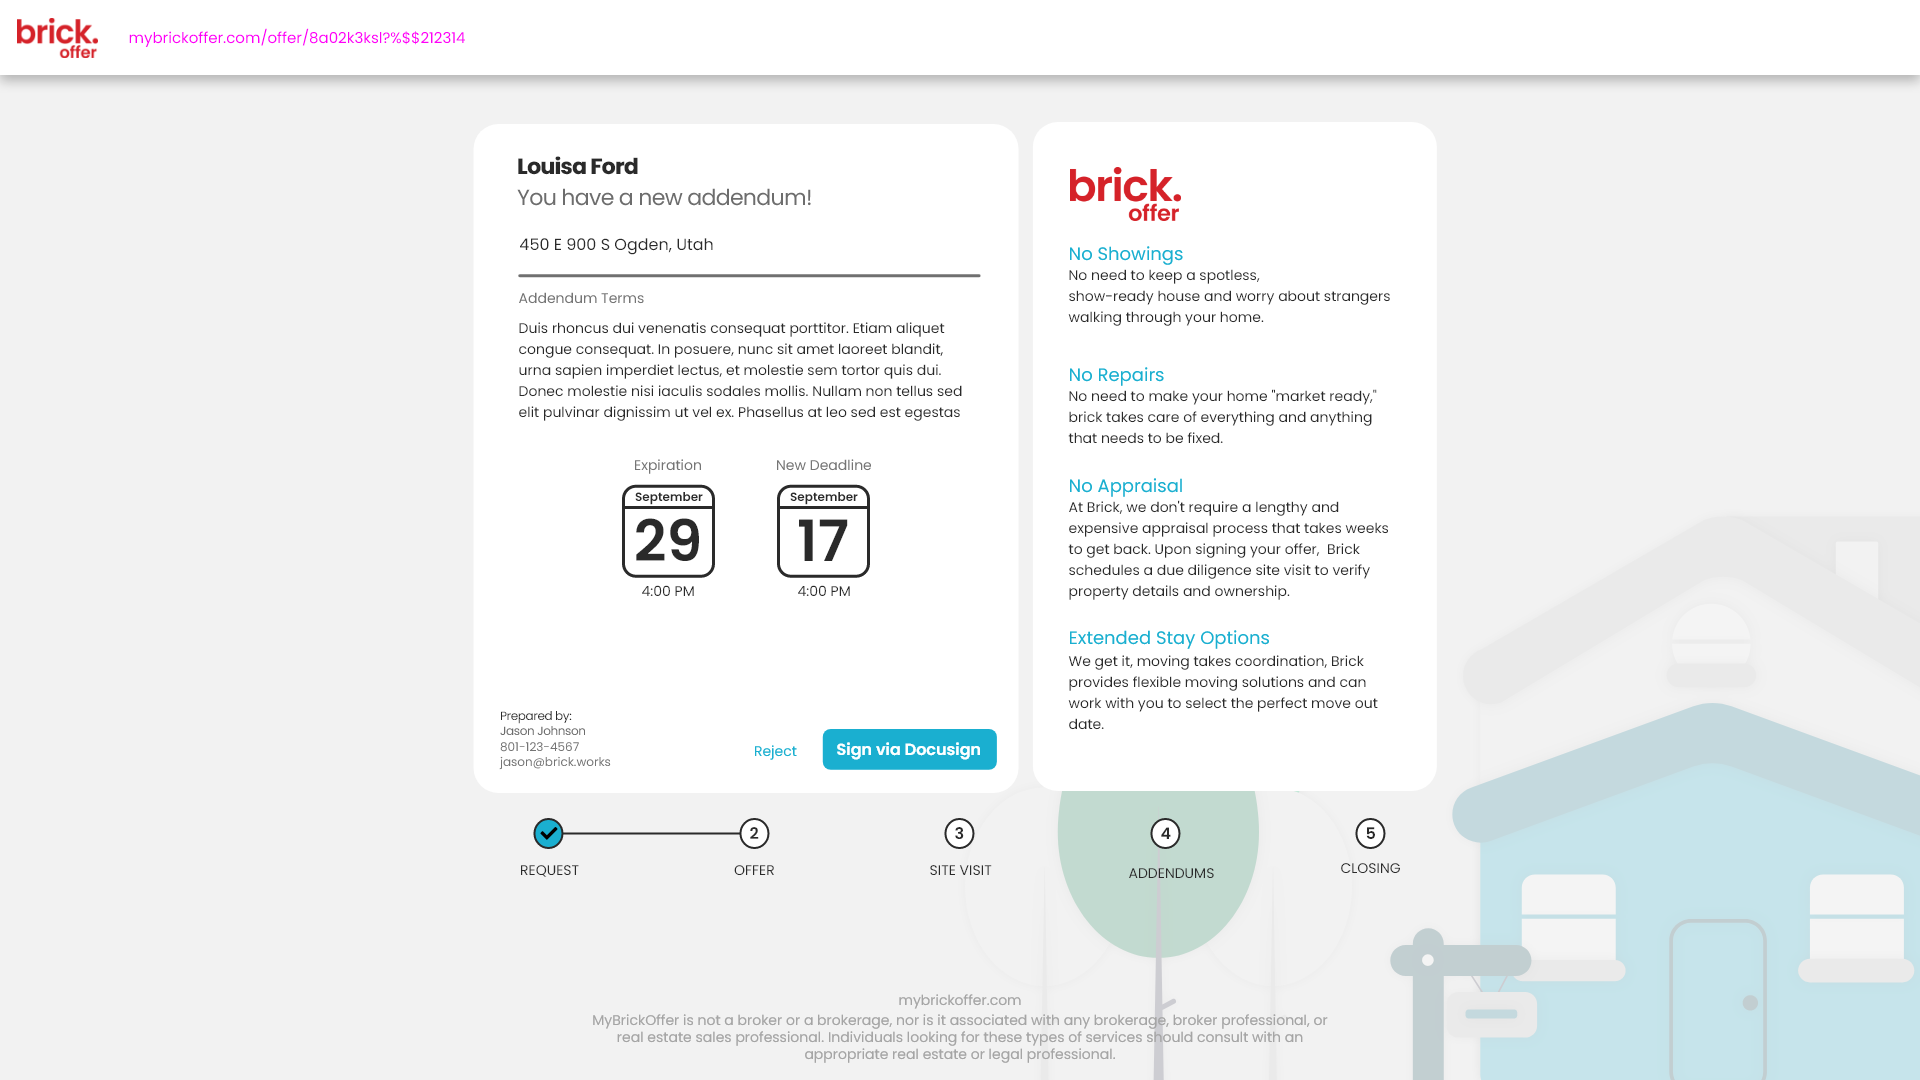 brick.
offer
mybrickoffer.com/offer/8a02k3ksl?%$$212314
Louisa Ford
You have a new addendum!
450 E 900 S Ogden, Utah
Addendum Terms
Duis rhoncus dui venenatis consequat porttitor. Etiam aliquet
congue consequat. In posuere, nunc sit amet laoreet blandit,
urna sapien imperdiet lectus, et molestie sem tortor quis dui.
Donec molestie nisi iaculis sodales mollis. Nullam non tellus sed
elit pulvinar dignissim ut vel ex. Phasellus at leo sed est egestas
Expiration
September
29
4:00 PM
New Deadline
September
17
4:00 PM
Prepared by:
Jason Johnson
801-123-4567
jason@brick.works
Reject
Sign via Docusign
brick.
offer
No Showings
No need to keep a spotless,
show-ready house and worry about strangers
walking through your home.
No Repairs
No need to make your home "market ready,"
brick takes care of everything and anything
that needs to be fixed.
No Appraisal
At Brick, we don't require a lengthy and
expensive appraisal process that takes weeks
to get back. Upon signing your offer,  Brick
schedules a due diligence site visit to verify
property details and ownership.
Extended Stay Options
We get it, moving takes coordination, Brick
provides flexible moving solutions and can
work with you to select the perfect move out
date.
REQUEST
2
OFFER
3
SITE VISIT
4
ADDENDUMS
5
CLOSING
mybrickoffer.com
MyBrickOffer is not a broker or a brokerage, nor is it associated with any brokerage, broker professional, or
real estate sales professional. Individuals looking for these types of services should consult with an
appropriate real estate or legal professional.